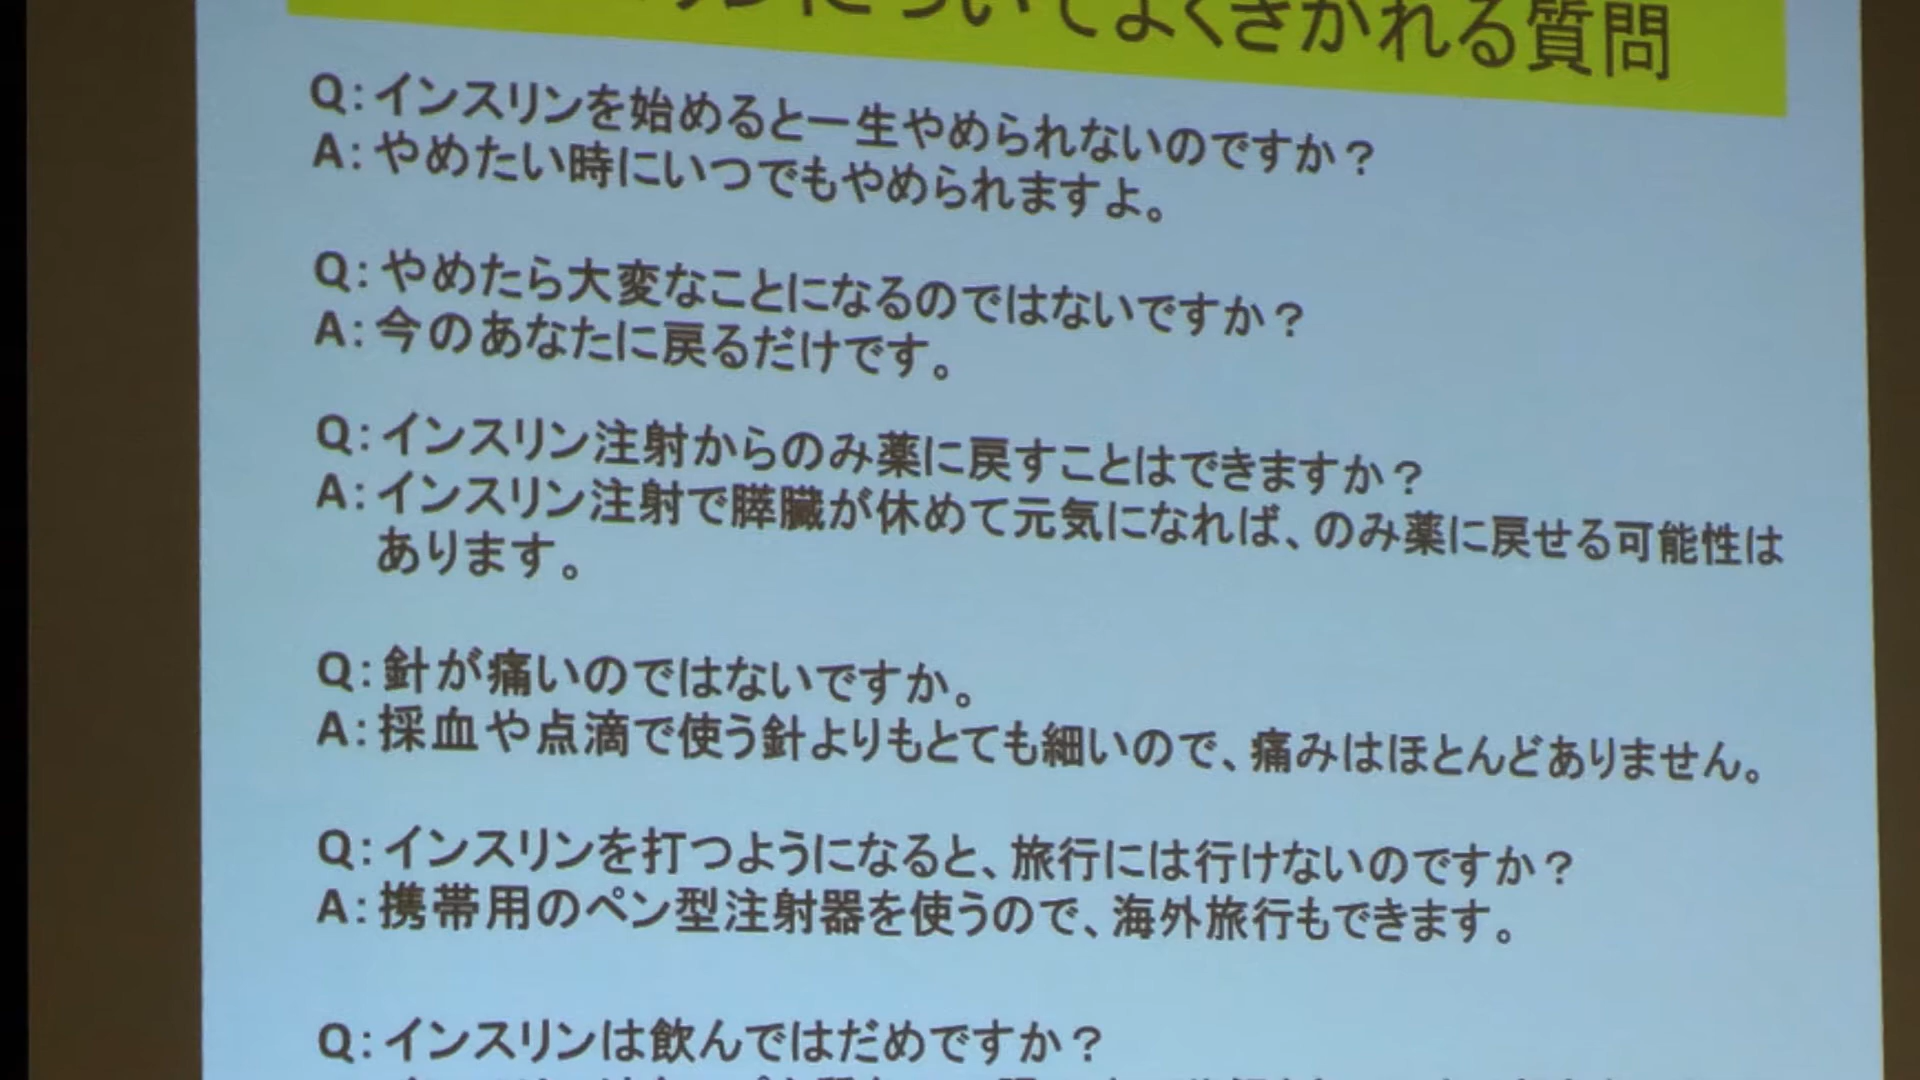 についてよくきかれる質問
Q:インスリンを始めると一生やめられないのですか？
A:やめたい時にいつでもやめられますよ。
Q:やめたら大変なことになるのではないですか？
A:今のあなたに戻るだけです。
Q:インスリン注射からのみ薬に戻すことはできますか？
A:インスリン注射で膵臓が休めて元気になれば、のみ薬に戻せる可能性は
あります。
Q:針が痛いのではないですか。
A:採血や点滴で使う針よりもとても細いので、痛みはほとんどありません。
Q:インスリンを打つようになると、旅行には行けないのですか？
A:携帯用のペン型注射器を使うので、海外旅行もできます。
Q:インスリンは飲んではだめですか？